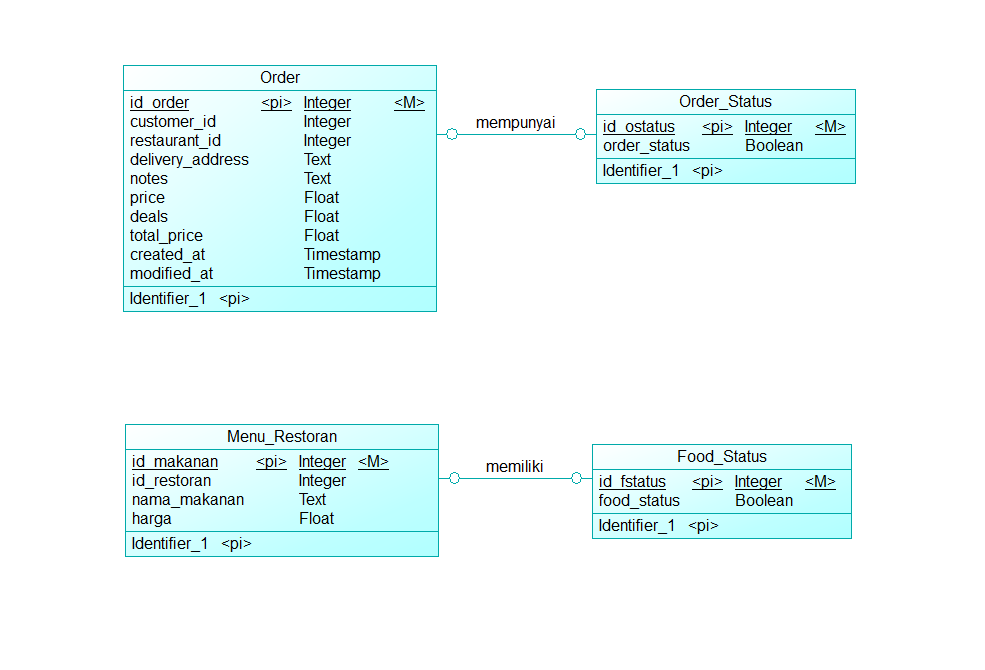 Order
id_order <pi> Integer <M>
customer_id Integer
restaurant_id Integer
delivery_address Text
notes Text
price Float
deals Float
total_price Float
created_at Timestamp
modified_at Timestamp
Identifier_1 <pi>
mempunyai
Order_Status
id_ostatus <pi> Integer <M>
order_status Boolean
Identifier_1 <pi>
Menu_Restoran
id_makanan <pi> Integer <M>
id_restoran Integer
nama_makanan Text
harga Float
Identifier_1 <pi>
memiliki
Food_Status
id_fstatus <pi> Integer <M>
food_status Boolean
Identifier_1 <pi>